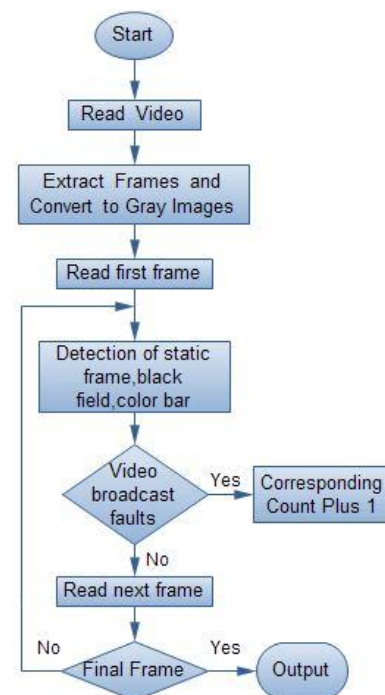 Start
Read Video
Extract Frames and
Convert to Gray Images
Read first frame
Detection of static
frame,black
field,color bar
Video
broadcast
faults
Yes
Corresponding
Count Plus 1
No
Read next frame
No
Final Frame
Yes
Output